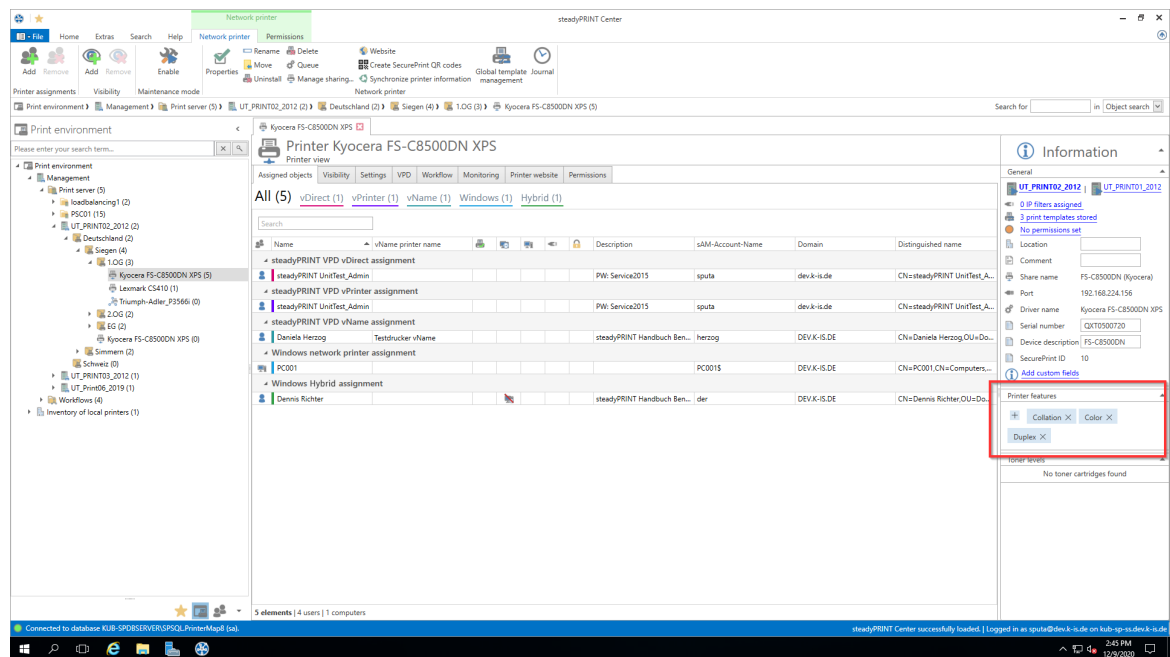 Network printer
steadyPRINT Center
File Home Extras Search Help Network printer Permissions
Add Remove Add Remove Enable Properties
Rename Delete Website
Move Queue Create SecurePrint QR codes
Uninstall Manage sharing... Synchronize printer information
Global template management Journal
Printer assignments Visibility Maintenance mode Network printer
Print environment Management Print server (5) UT_PRINT02_2012 (2) Deutschland (2) Siegen (4) 1.OG (3) Kyocera FS-C8500DN XPS (5)
Search for in Object search
Print environment
Please enter your search term...
Print environment
Management
Print server (5)
loadbalancing1 (2)
PSC01 (15)
UT_PRINT02_2012 (2)
Deutschland (2)
Siegen (4)
1.OG (3)
Kyocera FS-C8500DN XPS (5)
Lexmark CS410 (1)
Triumph-Adler_P3566i (0)
2.OG (2)
EG (2)
Kyocera FS-C8500DN XPS (0)
Simmern (2)
Schweiz (0)
UT_PRINT03_2012 (1)
UT_Print06_2019 (1)
Workflows (4)
Inventory of local printers (1)
Kyocera FS-C8500DN XPS
Printer Kyocera FS-C8500DN XPS
Printer view
Assigned objects Visibility Settings VPD Workflow Monitoring Printer website Permissions
All (5) vDirect (1) vPrinter (1) vName (1) Windows (1) Hybrid (1)
Search
Name vName printer name Description sAM-Account-Name Domain Distinguished name
steadyPRINT VPD vDirect assignment
steadyPRINT UnitTest_Admin PW: Service2015 sputa dev.k-is.de CN=steadyPRINT UnitTest_A...
steadyPRINT VPD vPrinter assignment
steadyPRINT UnitTest_Admin PW: Service2015 sputa dev.k-is.de CN=steadyPRINT UnitTest_A...
steadyPRINT VPD vName assignment
Daniela Herzog Testdrucker vName steadyPRINT Handbuch Ben... herzog DEV.K-IS.DE CN=Daniela Herzog,OU=Do...
Windows network printer assignment
PC001 PC001$ DEV.K-IS.DE CN=PC001,CN=Computers,...
Windows Hybrid assignment
Dennis Richter steadyPRINT Handbuch Ben... der DEV.K-IS.DE CN=Dennis Richter,OU=Do...
5 elements | 4 users | 1 computers
Information
General
UT_PRINT02_2012 | UT_PRINT01_2012
0 IP filters assigned
3 print templates stored
No permissions set
Location
Comment
Share name FS-C8500DN (Kyocera)
Port 192.168.224.156
Driver name Kyocera FS-C8500DN XPS
Serial number QXT0500720
Device description FS-C8500DN
SecurePrint ID 10
Add custom fields
Printer features
+ Collation × Color ×
Duplex ×
Toner levels
No toner cartridges found
Connected to database KUB-SPDBSERVER\SPSQL.PrinterMap8 (sa).
steadyPRINT Center successfully loaded. | Logged in as sputa@dev.k-is.de on kub-sp-ss.dev.k-is.de
2:45 PM
12/9/2020